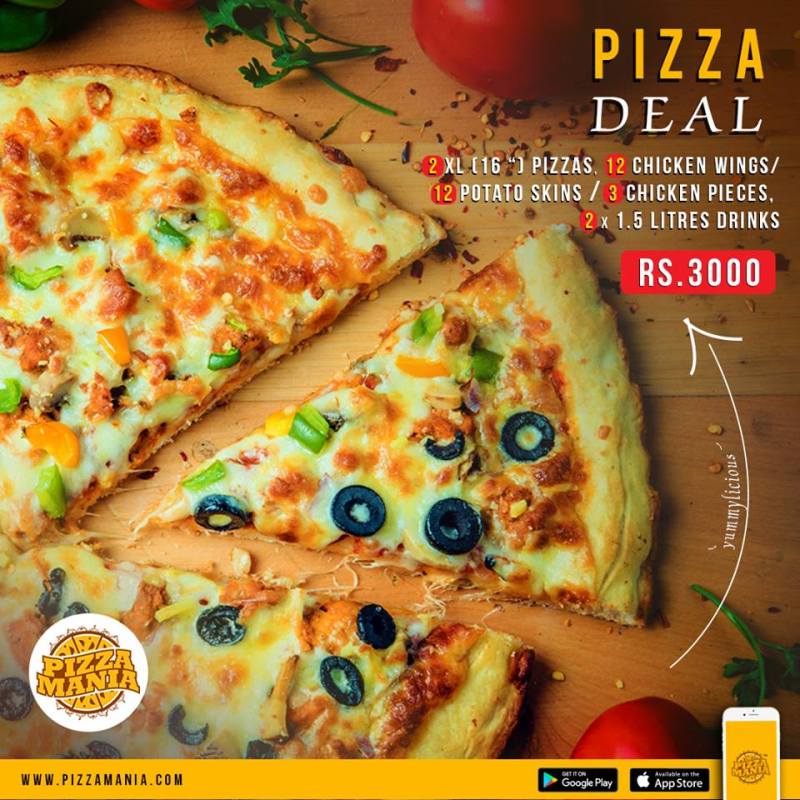 PIZZA
DEAL
2 XL (16 “) PIZZAS, 12 CHICKEN WINGS/
12 POTATO SKINS / 3 CHICKEN PIECES,
2 x 1.5 LITRES DRINKS
RS.3000
yummylicious
PIZZA
MANIA
WWW.PIZZAMANIA.COM
GET IT ON
Google Play
Available on the
App Store
PIZZA
MANIA